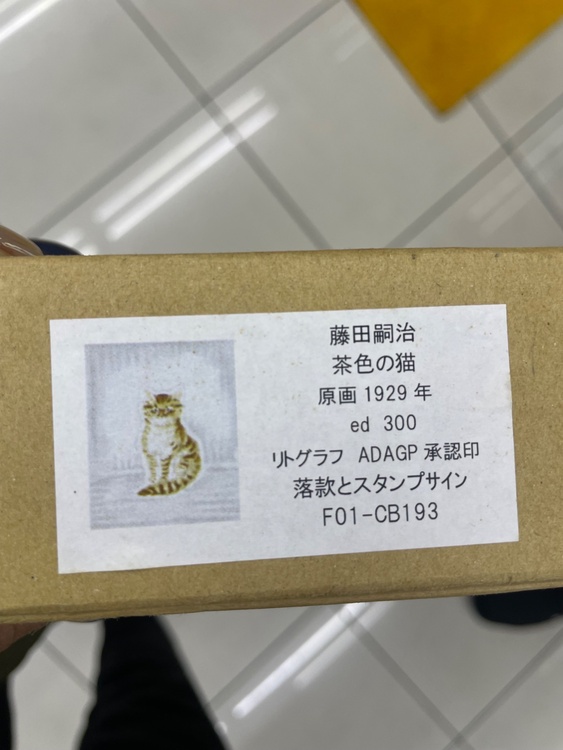 藤田嗣治
茶色の猫
原画 1929 年
ed 300
リトグラフ ADAGP 承認印
落款とスタンプサイン
F01-CB193